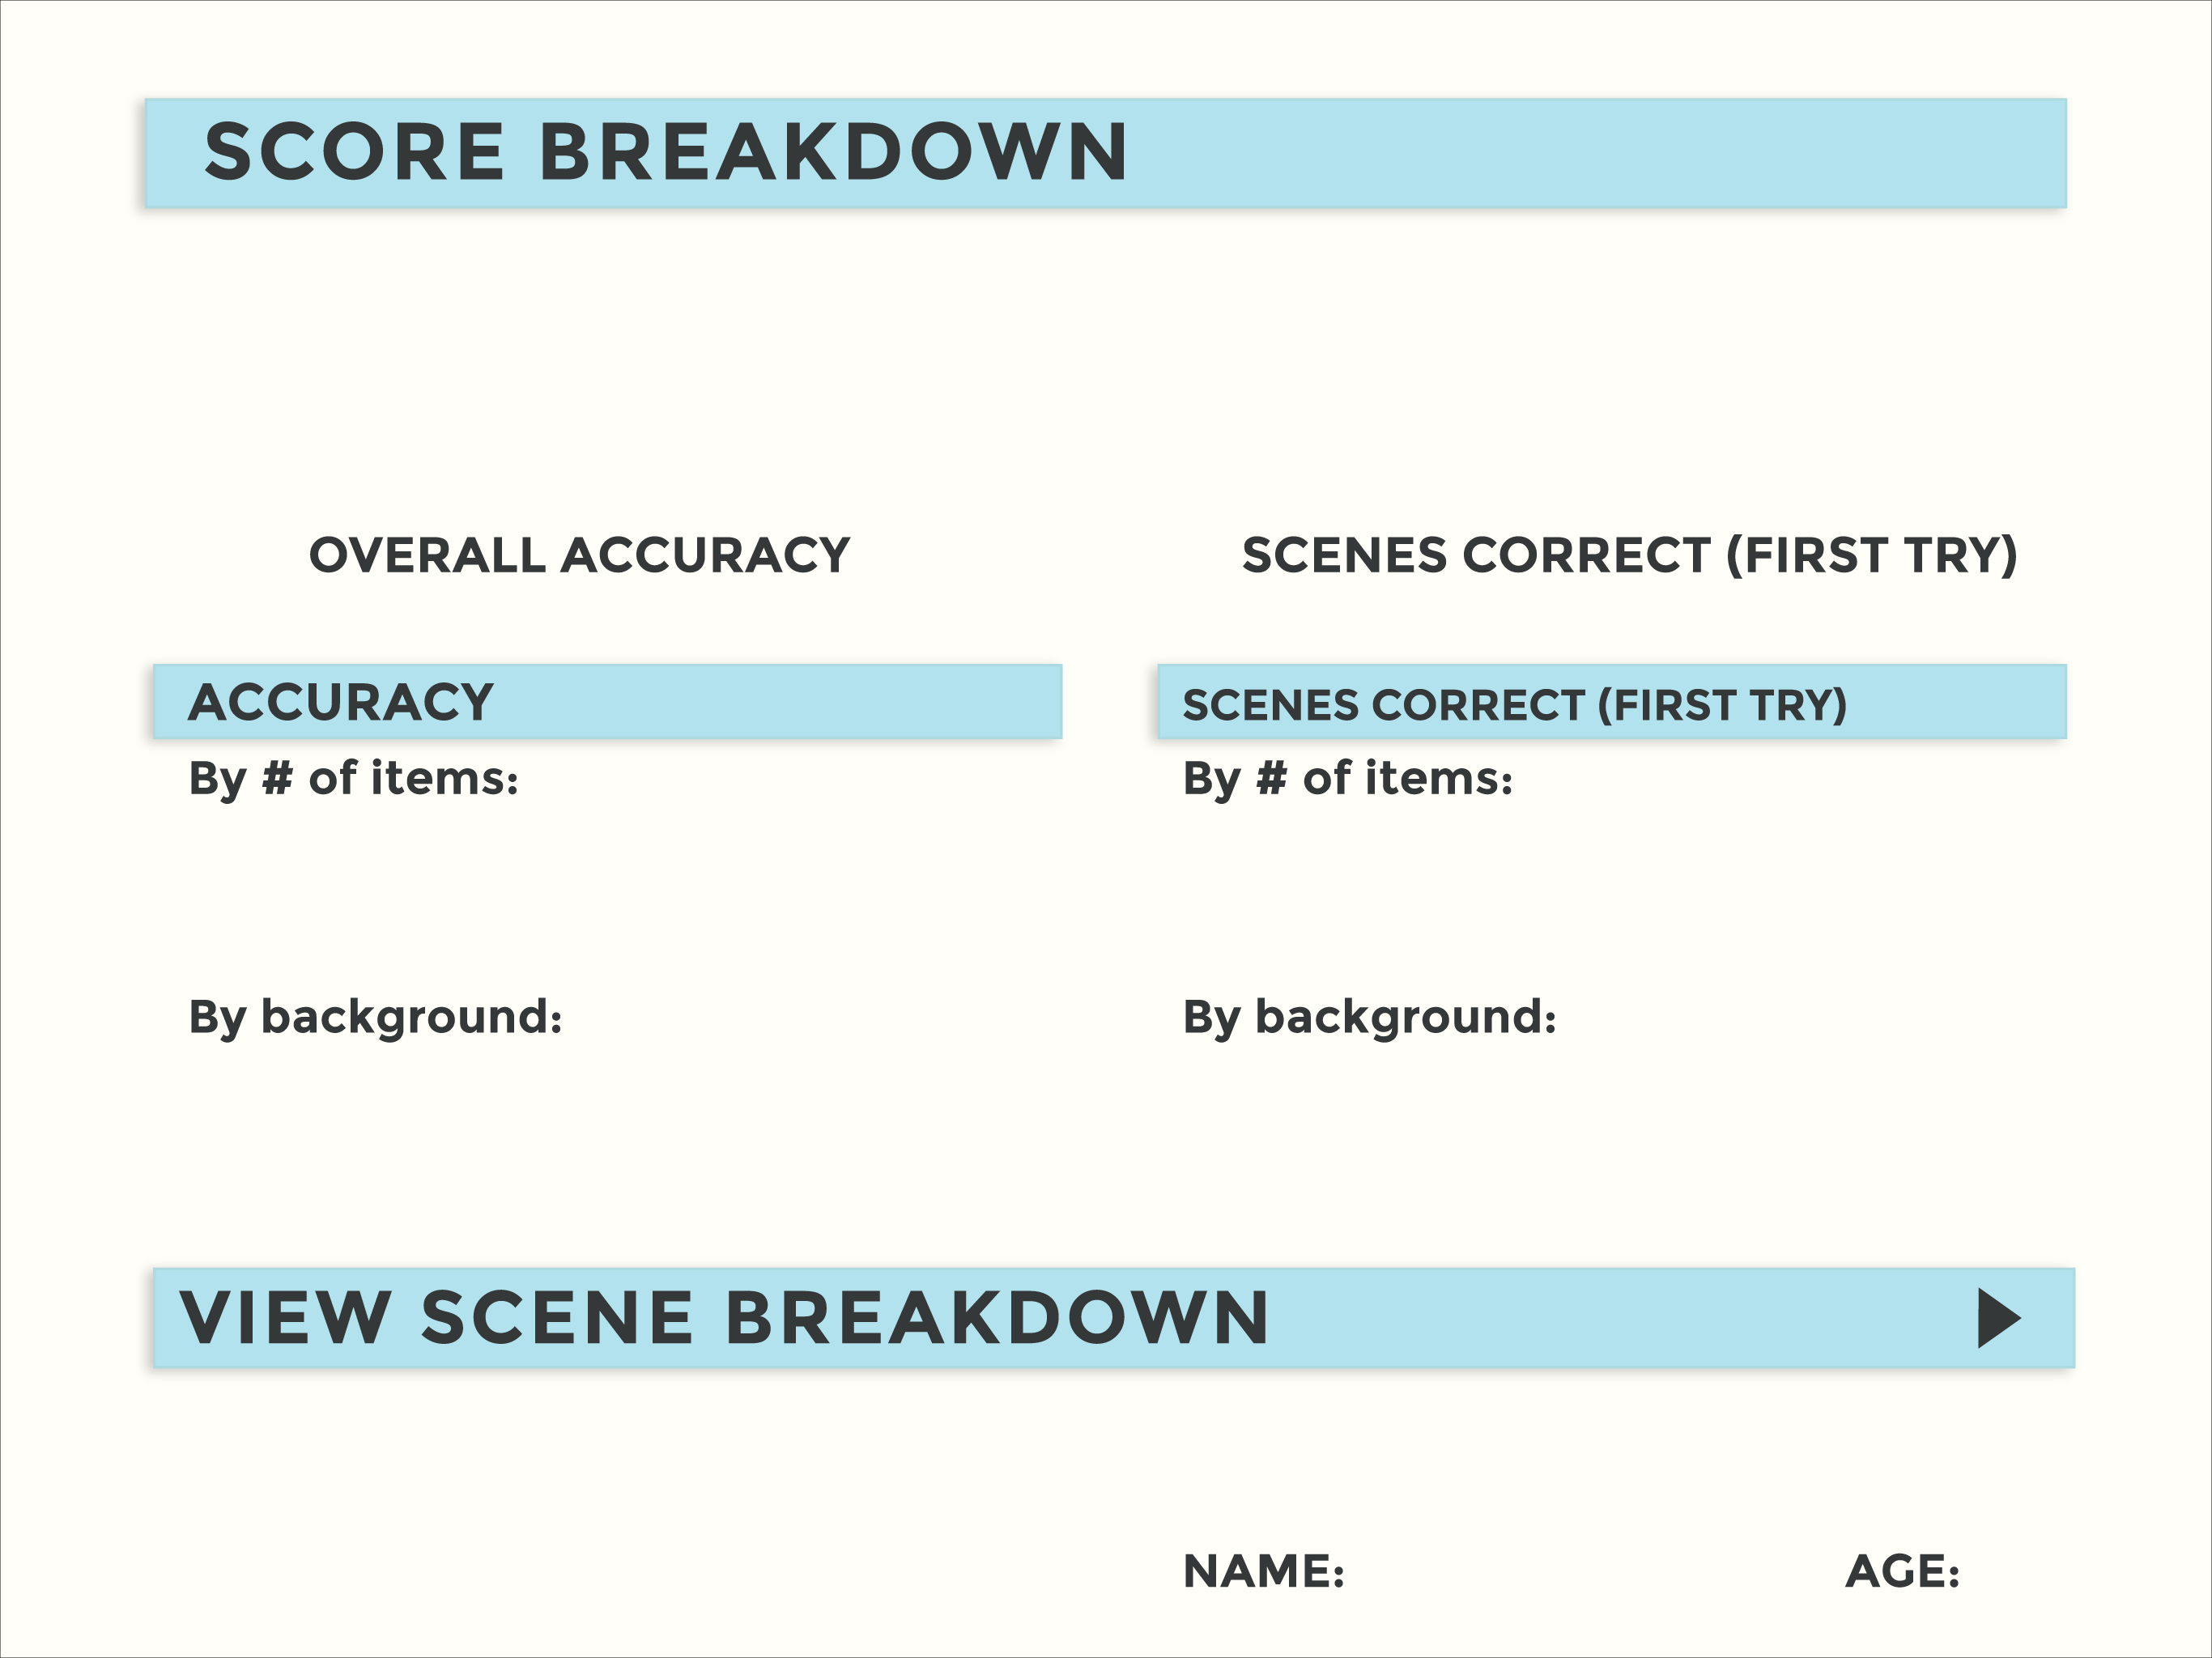 SCORE BREAKDOWN
OVERALL ACCURACY
SCENES CORRECT (FIRST TRY)
ACCURACY
By # of items:
By background:
SCENES CORRECT (FIRST TRY)
By # of items:
By background:
VIEW SCENE BREAKDOWN
NAME:
AGE: